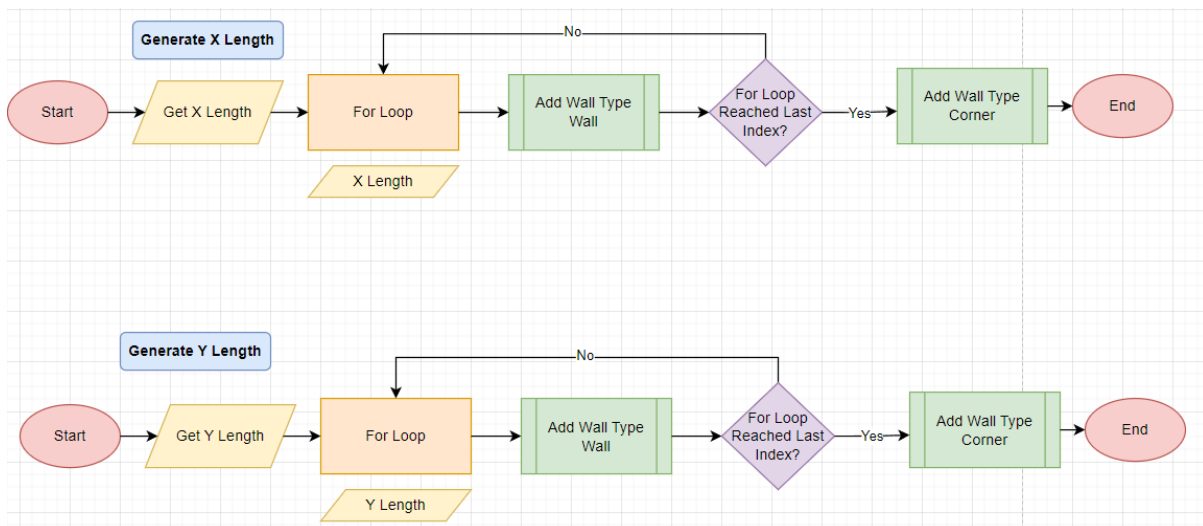 Generate X Length
No
Start
Get X Length
For Loop
Add Wall Type
Wall
For Loop
Reached Last
Index?
Yes
Add Wall Type
Corner
End
X Length
Generate Y Length
No
Start
Get Y Length
For Loop
Add Wall Type
Wall
For Loop
Reached Last
Index?
Yes
Add Wall Type
Corner
End
Y Length